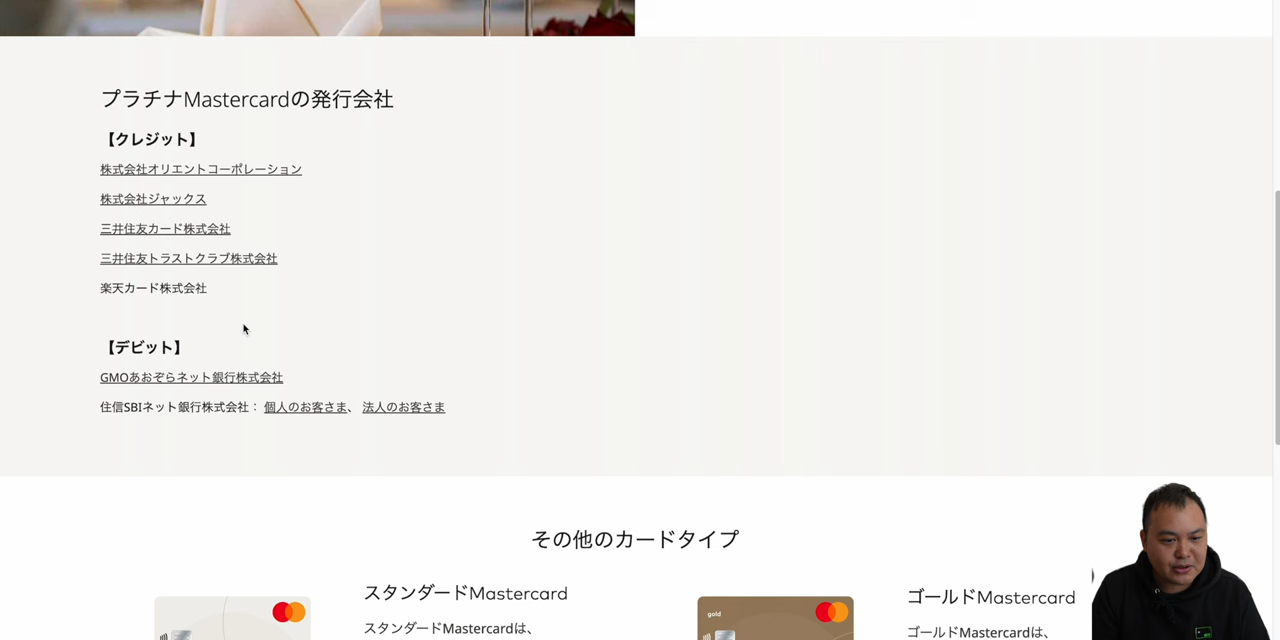 プラチナMastercardの発行会社
【クレジット】
株式会社オリエントコーポレーション
株式会社ジャックス
三井住友カード株式会社
三井住友トラストクラブ株式会社
楽天カード株式会社
【デビット】
GMOあおぞらネット銀行株式会社
住信SBIネット銀行株式会社： 個人のお客さま、 法人のお客さま
その他のカードタイプ
スタンダードMastercard
スタンダードMastercardは、
gold
ゴールドMastercard
ゴールドMastercardは、